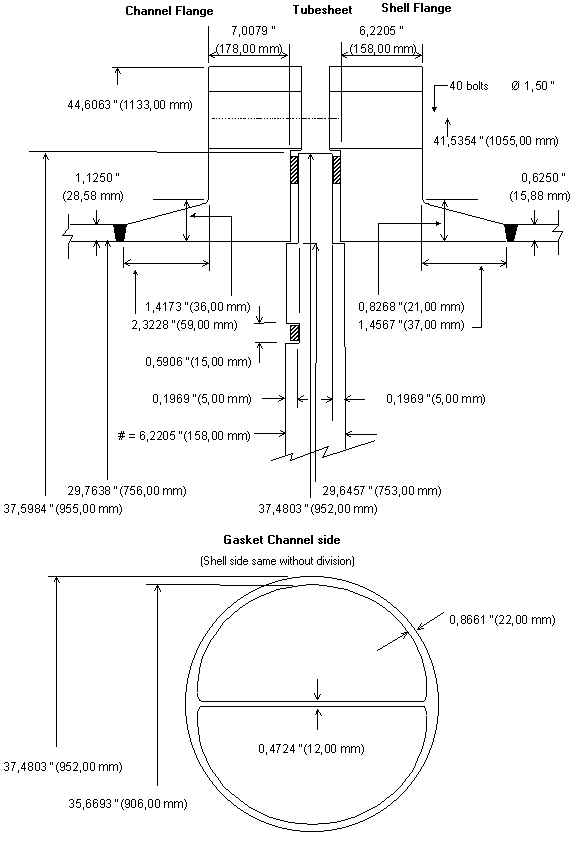 Channel Flange
Tubesheet
Shell Flange
7,0079 "
(178,00 mm)
6,2205 "
(158,00 mm)
44,6063 "(1133,00 mm)
40 bolts Ø 1,50 "
41,5354 "(1055,00 mm)
1,1250 "
(28,58 mm)
0,6250 "
(15,88 mm)
1,4173 "(36,00 mm)
2,3228 "(59,00 mm)
0,8268 "(21,00 mm)
1,4567 "(37,00 mm)
0,5906 "(15,00 mm)
0,1969 "(5,00 mm)
0,1969 "(5,00 mm)
# = 6,2205 "(158,00 mm)
29,7638 "(756,00 mm)
29,6457 "(753,00 mm)
37,5984 "(955,00 mm)
37,4803 "(952,00 mm)
Gasket Channel side
(Shell side same without division)
0,8661 "(22,00 mm)
0,4724 "(12,00 mm)
37,4803 "(952,00 mm)
35,6693 "(906,00 mm)